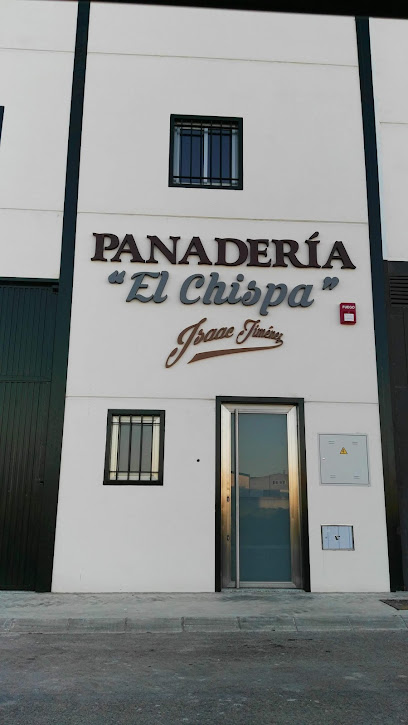 PANADERÍA
"El Chispa"
FUEGO
Isaac Jiménez